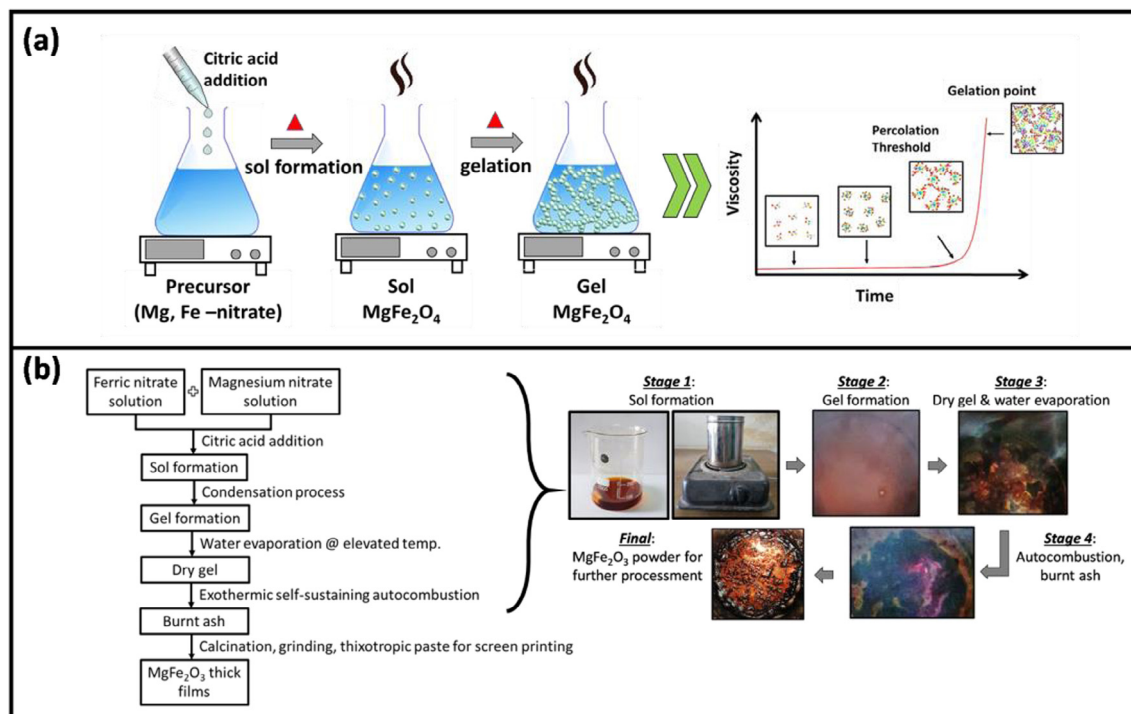 (a)
Citric acid
addition
sol formation
gelation
Precursor
(Mg, Fe –nitrate)
Sol
MgFe₂O₄
Gel
MgFe₂O₄
Viscosity
Time
Percolation
Threshold
Gelation point
(b)
Ferric nitrate
solution
Magnesium nitrate
solution
Citric acid addition
Sol formation
Condensation process
Gel formation
Water evaporation @ elevated temp.
Dry gel
Exothermic self-sustaining autocombustion
Burnt ash
Calcination, grinding, thixotropic paste for screen printing
MgFe₂O₃ thick
films
Stage 1:
Sol formation
Stage 2:
Gel formation
Stage 3:
Dry gel & water evaporation
Stage 4:
Autocombustion,
burnt ash
Final:
MgFe₂O₃ powder for
further processment